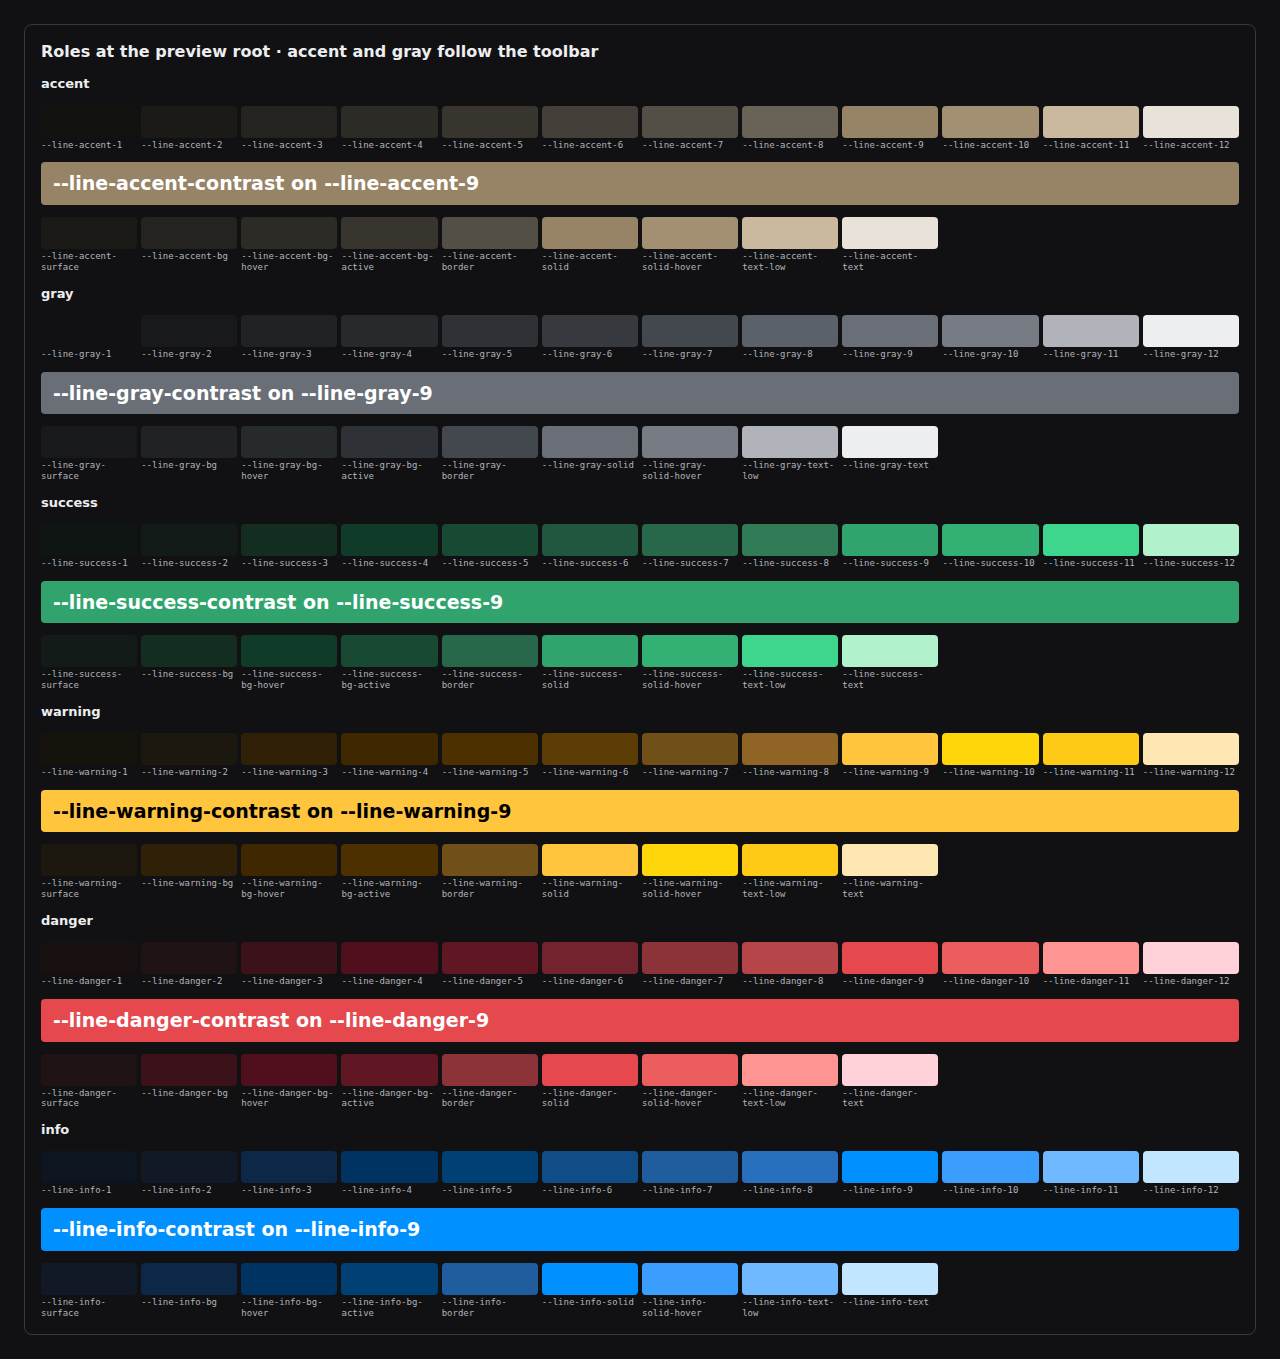 Roles at the preview root · accent and gray follow the toolbar
accent
--line-accent-1 --line-accent-2 --line-accent-3 --line-accent-4 --line-accent-5 --line-accent-6 --line-accent-7 --line-accent-8 --line-accent-9 --line-accent-10 --line-accent-11 --line-accent-12
--line-accent-contrast on --line-accent-9
--line-accent- --line-accent-bg --line-accent-bg- --line-accent-bg- --line-accent- --line-accent- --line-accent- --line-accent- --line-accent-
surface hover active border solid solid-hover text-low text
gray
--line-gray-1 --line-gray-2 --line-gray-3 --line-gray-4 --line-gray-5 --line-gray-6 --line-gray-7 --line-gray-8 --line-gray-9 --line-gray-10 --line-gray-11 --line-gray-12
--line-gray-contrast on --line-gray-9
--line-gray- --line-gray-bg --line-gray-bg- --line-gray-bg- --line-gray- --line-gray-solid --line-gray- --line-gray-text- --line-gray-text
surface hover active border solid-hover low
success
--line-success-1 --line-success-2 --line-success-3 --line-success-4 --line-success-5 --line-success-6 --line-success-7 --line-success-8 --line-success-9 --line-success-10 --line-success-11 --line-success-12
--line-success-contrast on --line-success-9
--line-success- --line-success-bg --line-success- --line-success- --line-success- --line-success- --line-success- --line-success- --line-success-
surface bg-hover bg-active border solid solid-hover text-low text
warning
--line-warning-1 --line-warning-2 --line-warning-3 --line-warning-4 --line-warning-5 --line-warning-6 --line-warning-7 --line-warning-8 --line-warning-9 --line-warning-10 --line-warning-11 --line-warning-12
--line-warning-contrast on --line-warning-9
--line-warning- --line-warning-bg --line-warning- --line-warning- --line-warning- --line-warning- --line-warning- --line-warning- --line-warning-
surface bg-hover bg-active border solid solid-hover text-low text
danger
--line-danger-1 --line-danger-2 --line-danger-3 --line-danger-4 --line-danger-5 --line-danger-6 --line-danger-7 --line-danger-8 --line-danger-9 --line-danger-10 --line-danger-11 --line-danger-12
--line-danger-contrast on --line-danger-9
--line-danger- --line-danger-bg --line-danger-bg- --line-danger-bg- --line-danger- --line-danger- --line-danger- --line-danger- --line-danger-
surface hover active border solid solid-hover text-low text
info
--line-info-1 --line-info-2 --line-info-3 --line-info-4 --line-info-5 --line-info-6 --line-info-7 --line-info-8 --line-info-9 --line-info-10 --line-info-11 --line-info-12
--line-info-contrast on --line-info-9
--line-info- --line-info-bg --line-info-bg- --line-info-bg- --line-info- --line-info-solid --line-info- --line-info-text- --line-info-text
surface hover active border solid-hover low